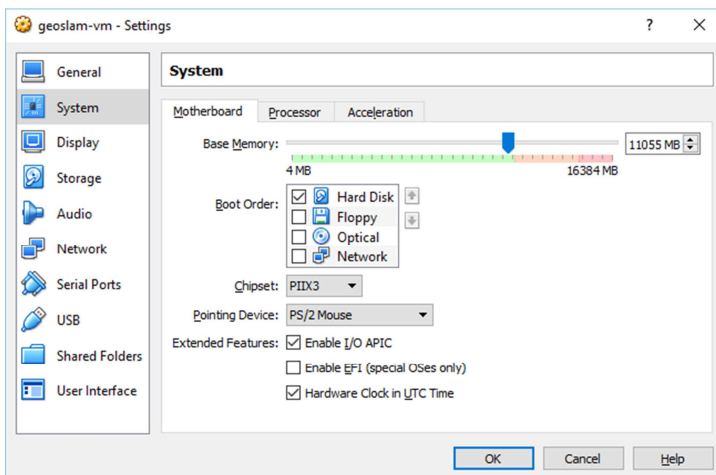 geoslam-vm - Settings
?
General
System
Display
Storage
Audio
Network
Serial Ports
USB
Shared Folders
User Interface
System
Motherboard Processor Acceleration
Base Memory: 11055 MB
4 MB 16384 MB
Boot Order: Hard Disk
Floppy
Optical
Network
Chipset: PIIX3
Pointing Device: PS/2 Mouse
Extended Features: Enable I/O APIC
Enable EFI (special OSes only)
Hardware Clock in UTC Time
OK Cancel Help